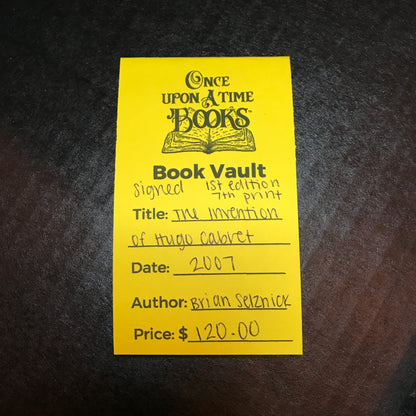 Once
upon A time
Books™
Book Vault
signed 1st edition
7th print
Title: The Invention
of Hugo Cabret
Date: 2007
Author: Brian Selznick
Price: $ 120.00